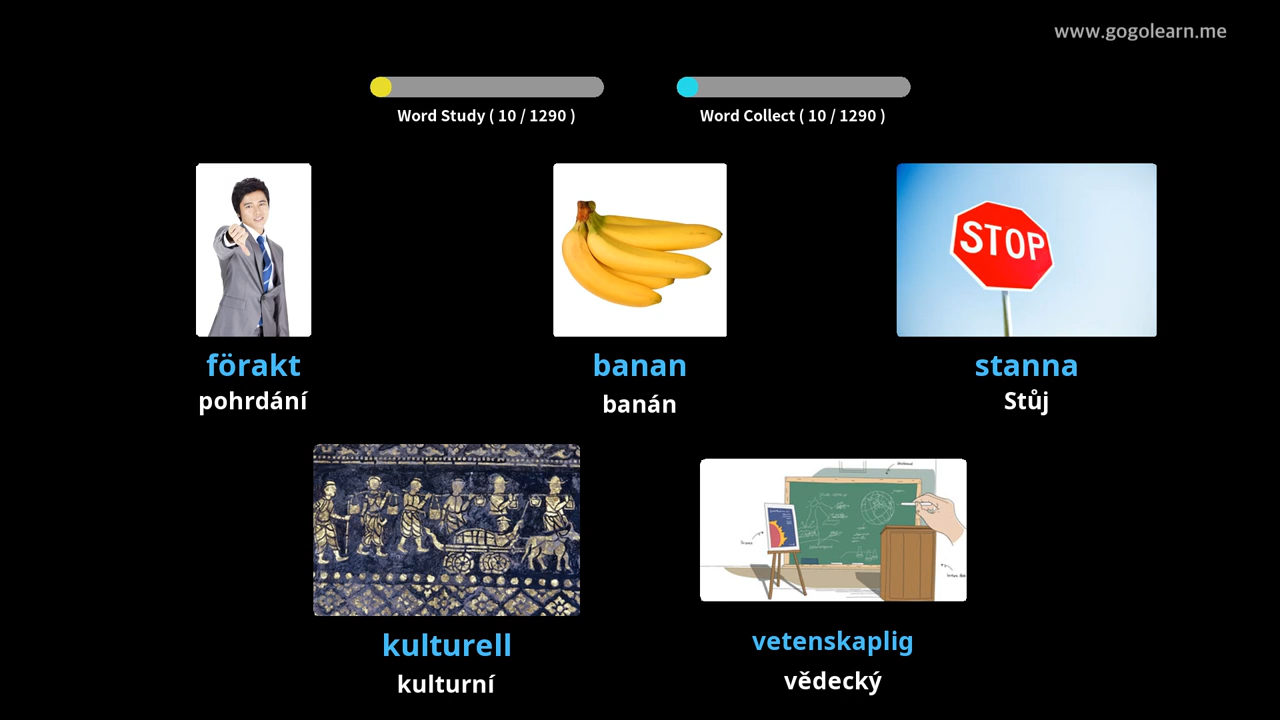 www.gogolearn.me
Word Study ( 10 / 1290 )
Word Collect ( 10 / 1290 )
STOP
förakt
pohrdání
banan
banán
stanna
Stůj
kulturell
kulturní
vetenskaplig
vědecký